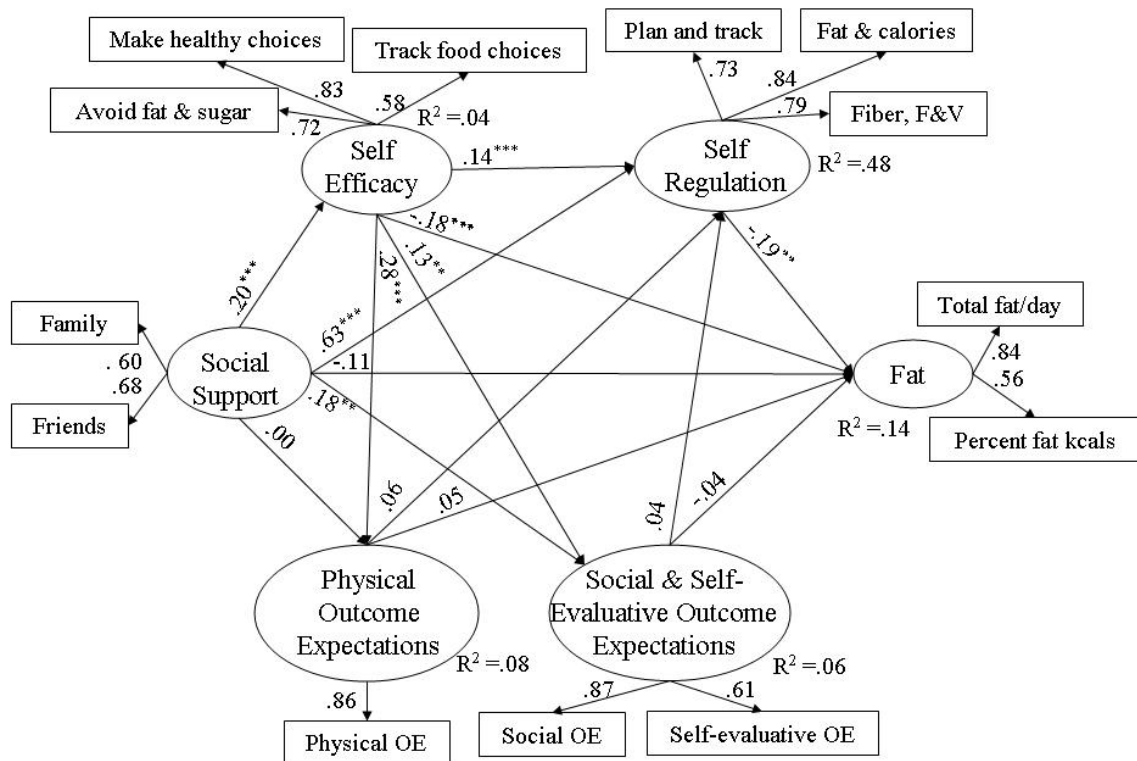 Make healthy choices
Track food choices
Plan and track
Fat & calories
.83
.58
.73
.84
Avoid fat & sugar
.72
R² =.04
.79
Fiber, F&V
Self
Efficacy
.14***
Self
Regulation
R² =.48
-.18***
.13**
.28***
-.19**
.20***
Family
. 60
.68
Friends
Social
Support
.63***
-.11
.18**
.00
Total fat/day
.84
.56
Fat
R² =.14
Percent fat kcals
.06
.05
.04
-.04
Physical
Outcome
Expectations
R² =.08
Social & Self-
Evaluative Outcome
Expectations
R² =.06
.86
.87
.61
Physical OE
Social OE
Self-evaluative OE